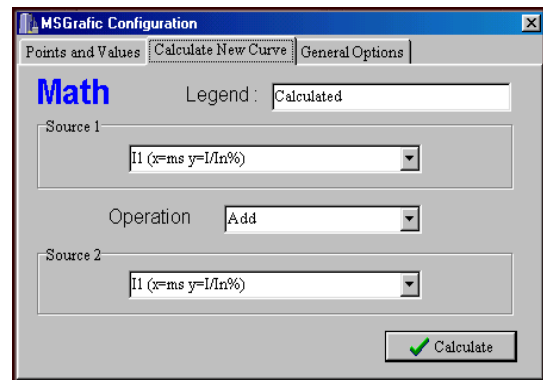 MSGrafic Configuration
Points and Values Calculate New Curve General Options
Math Legend : Calculated
Source 1
I1 (x=ms y=I/In%)
Operation Add
Source 2
I1 (x=ms y=I/In%)
Calculate